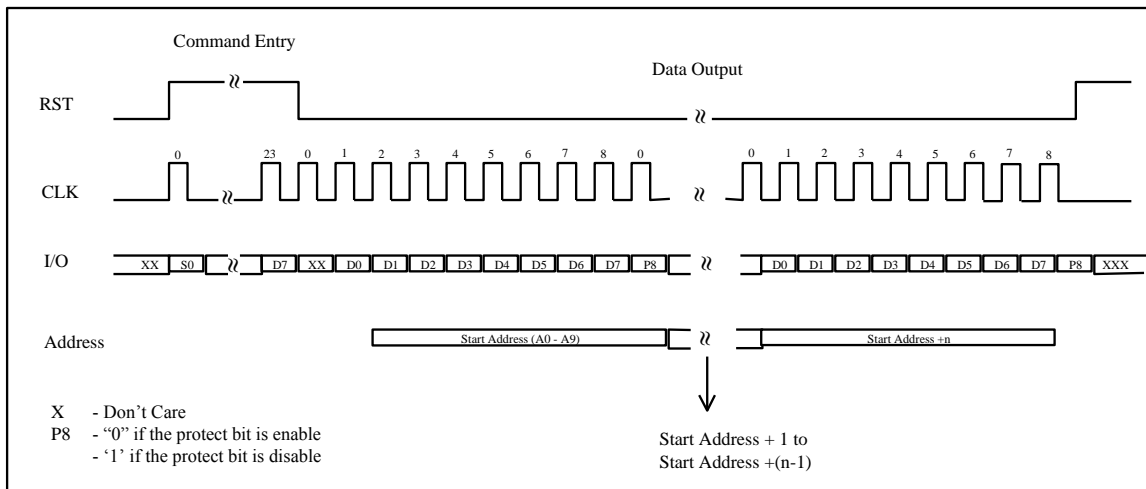 Command Entry
Data Output
RST
0 23 0 1 2 3 4 5 6 7 8 0 0 1 2 3 4 5 6 7 8
CLK
I/O XX S0 D7 XX D0 D1 D2 D3 D4 D5 D6 D7 P8 D0 D1 D2 D3 D4 D5 D6 D7 P8 XXX
Address Start Address (A0 - A9) Start Address +n
X - Don't Care
P8 - “0” if the protect bit is enable
- ‘1’ if the protect bit is disable
Start Address + 1 to
Start Address +(n-1)